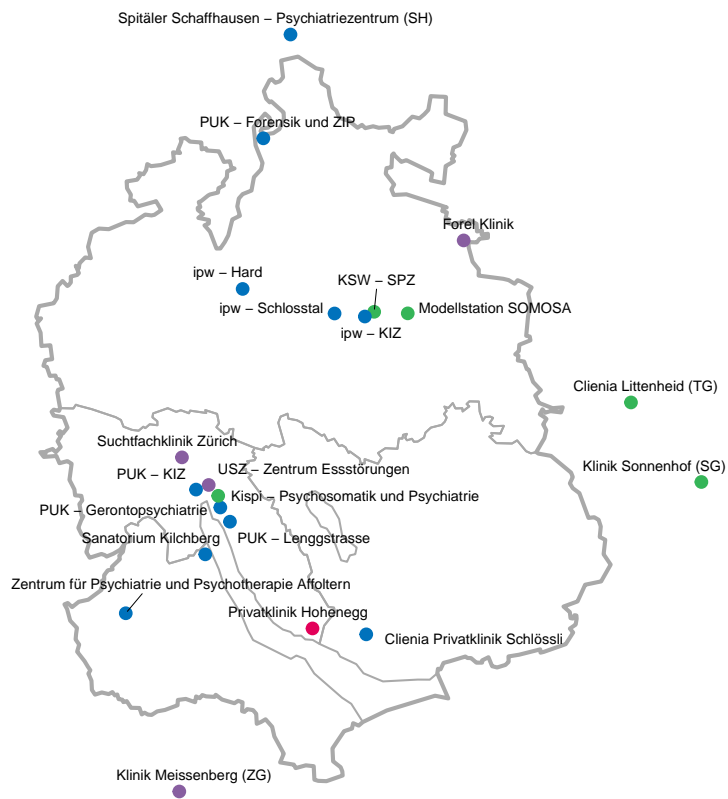 Spitäler Schaffhausen – Psychiatriezentrum (SH)
PUK – Forensik und ZIP
Forel Klinik
ipw – Hard
KSW – SPZ
ipw – Schlosstal
Modellstation SOMOSA
ipw – KIZ
Clienia Littenheid (TG)
Suchtfachklinik Zürich
Klinik Sonnenhof (SG)
PUK – KIZ
USZ – Zentrum Essstörungen
Kispi – Psychosomatik und Psychiatrie
PUK – Gerontopsychiatrie
Sanatorium Kilchberg
PUK – Lenggstrasse
Zentrum für Psychiatrie und Psychotherapie Affoltern
Privatklinik Hohenegg
Clienia Privatklinik Schlössli
Klinik Meissenberg (ZG)